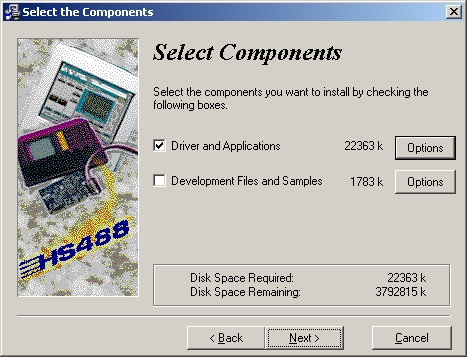 Select the Components
Select Components
Select the components you want to install by checking the
following boxes.
Driver and Applications 22363 k Options
Development Files and Samples 1783 k Options
HS488
Disk Space Required: 22363 k
Disk Space Remaining: 3792815 k
< Back Next > Cancel